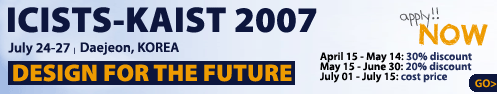 ICISTS-KAIST 2007
July 24-27 | Daejeon, KOREA
DESIGN FOR THE FUTURE
apply!!
NOW
April 15 - May 14: 30% discount
May 15 - June 30: 20% discount
July 01 - July 15: cost price
GO>